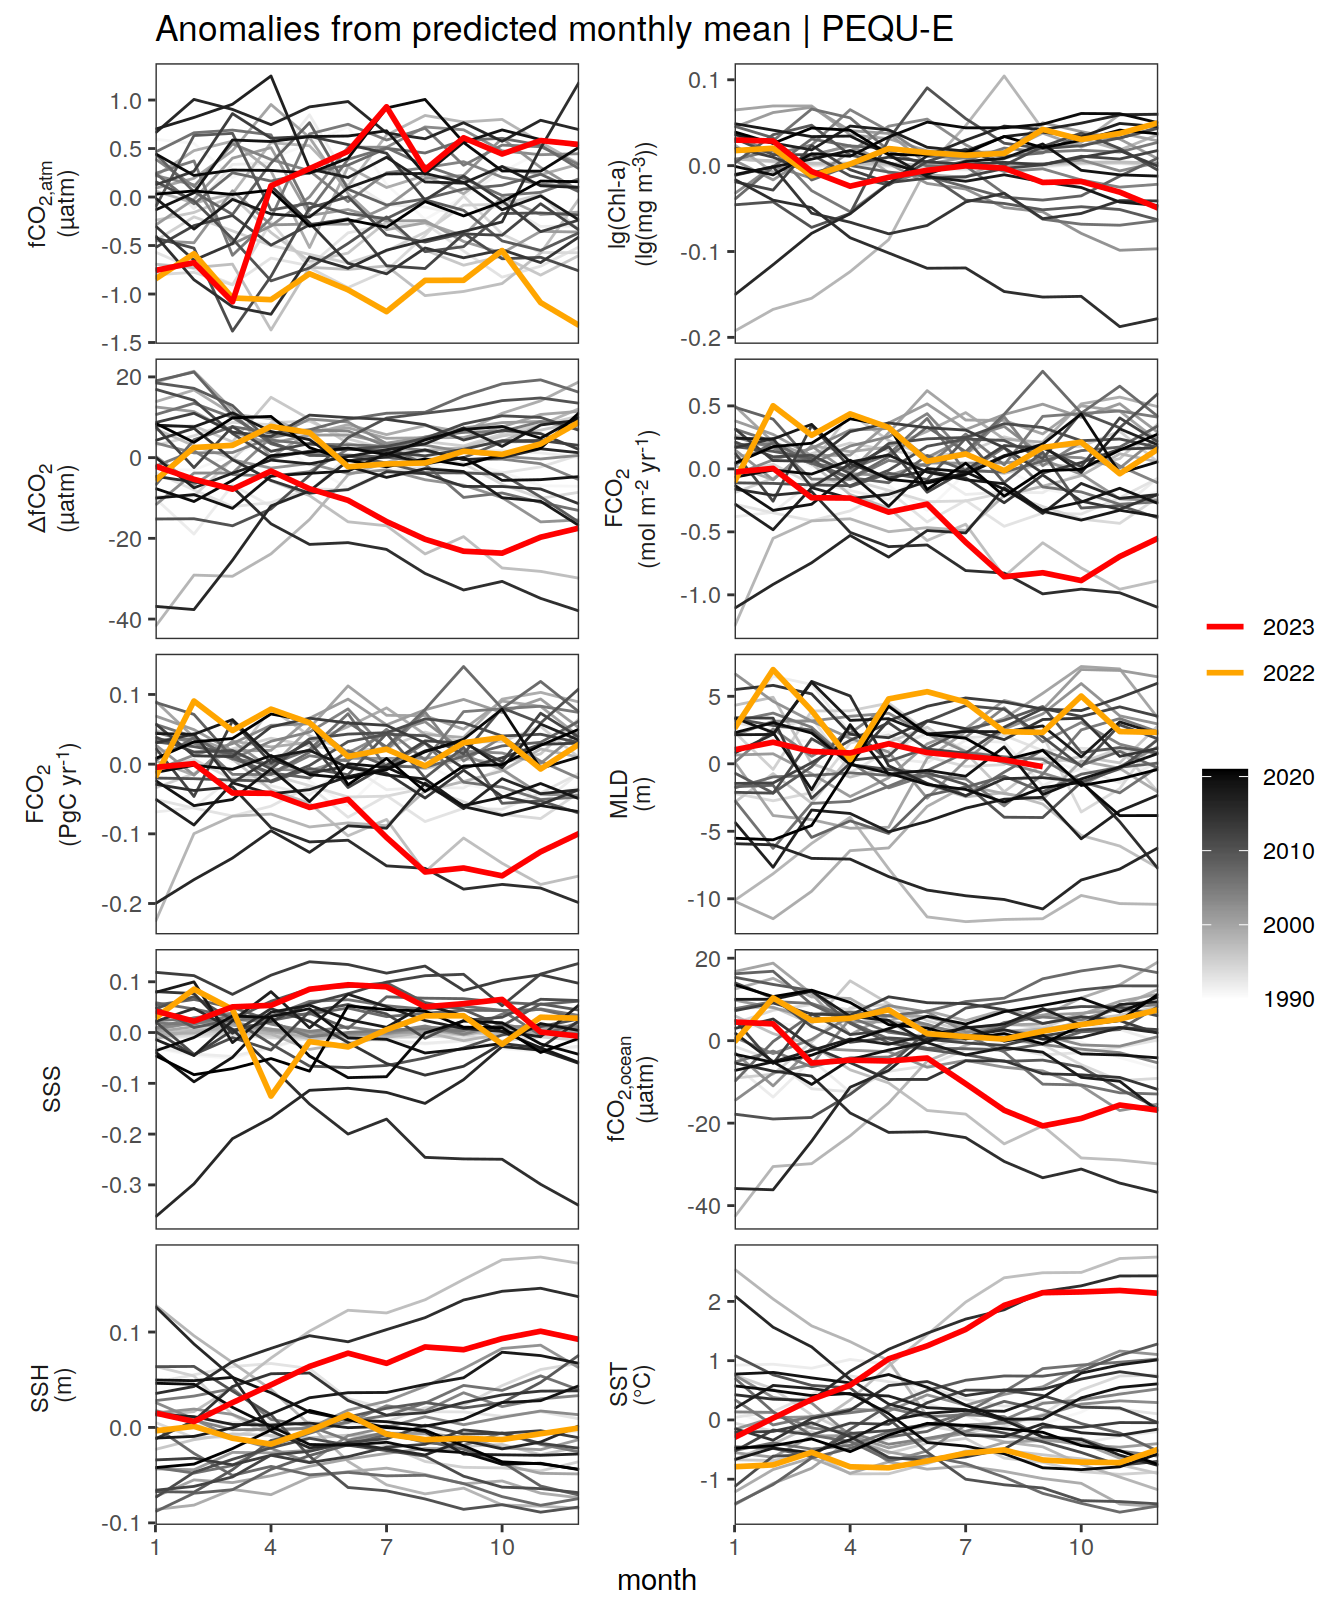 Anomalies from predicted monthly mean | PEQU-E
fCO2,atm
(µatm)
1.0
0.5
0.0
-0.5
-1.0
-1.5
lg(Chl-a)
(lg(mg m-3))
0.1
0.0
-0.1
-0.2
ΔfCO2
(µatm)
20
0
-20
-40
FCO2
(mol m-2 yr-1)
0.5
0.0
-0.5
-1.0
FCO2
(PgC yr-1)
0.1
0.0
-0.1
-0.2
MLD
(m)
5
0
-5
-10
SSS
0.1
0.0
-0.1
-0.2
-0.3
fCO2,ocean
(µatm)
20
0
-20
-40
SSH
(m)
0.1
0.0
-0.1
SST
(°C)
2
1
0
-1
1 4 7 10
1 4 7 10
month
2023
2022
2020
2010
2000
1990